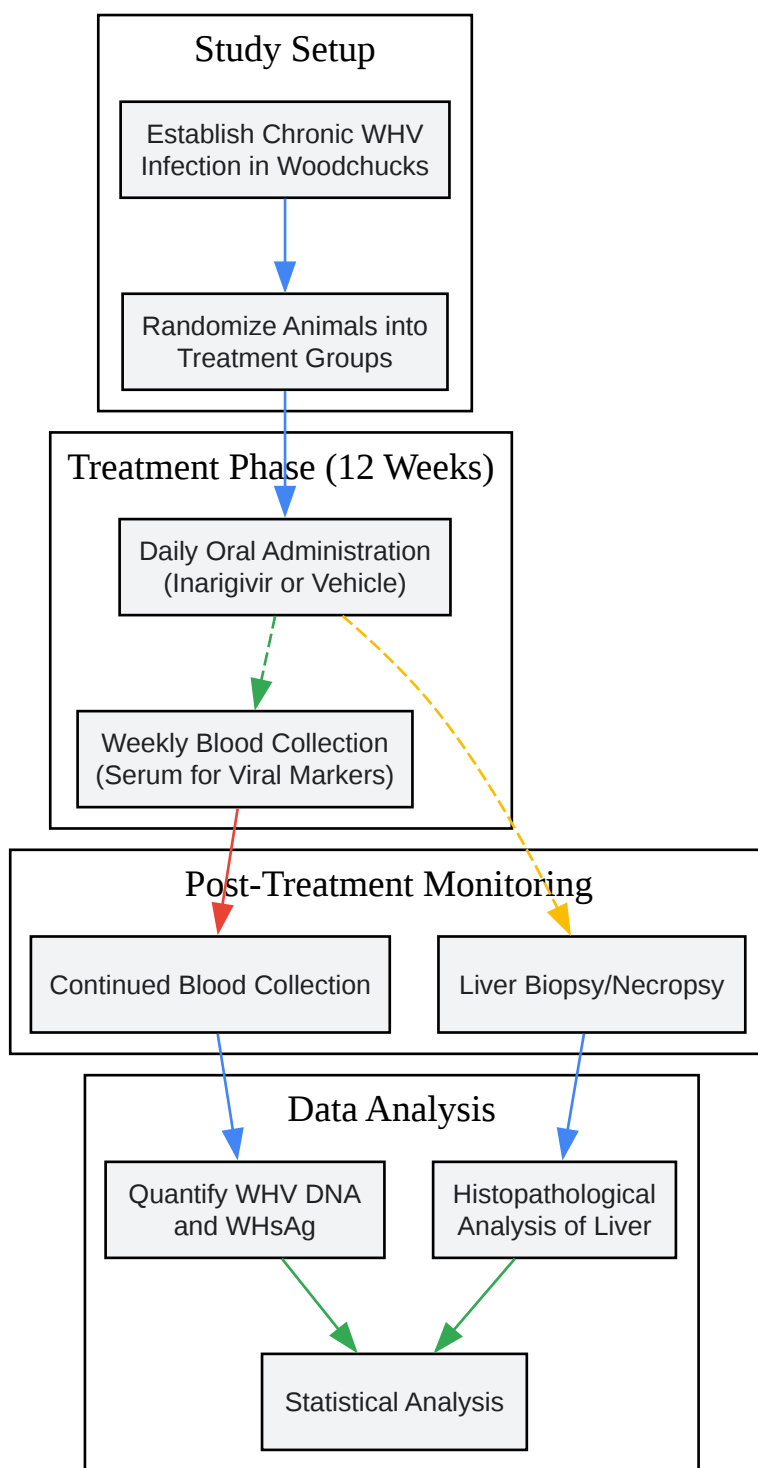 Study Setup
Establish Chronic WHV
Infection in Woodchucks
Randomize Animals into
Treatment Groups
Treatment Phase (12 Weeks)
Daily Oral Administration
(Inarigivir or Vehicle)
Weekly Blood Collection
(Serum for Viral Markers)
Post-Treatment Monitoring
Continued Blood Collection
Liver Biopsy/Necropsy
Data Analysis
Quantify WHV DNA
and WHsAg
Histopathological
Analysis of Liver
Statistical Analysis